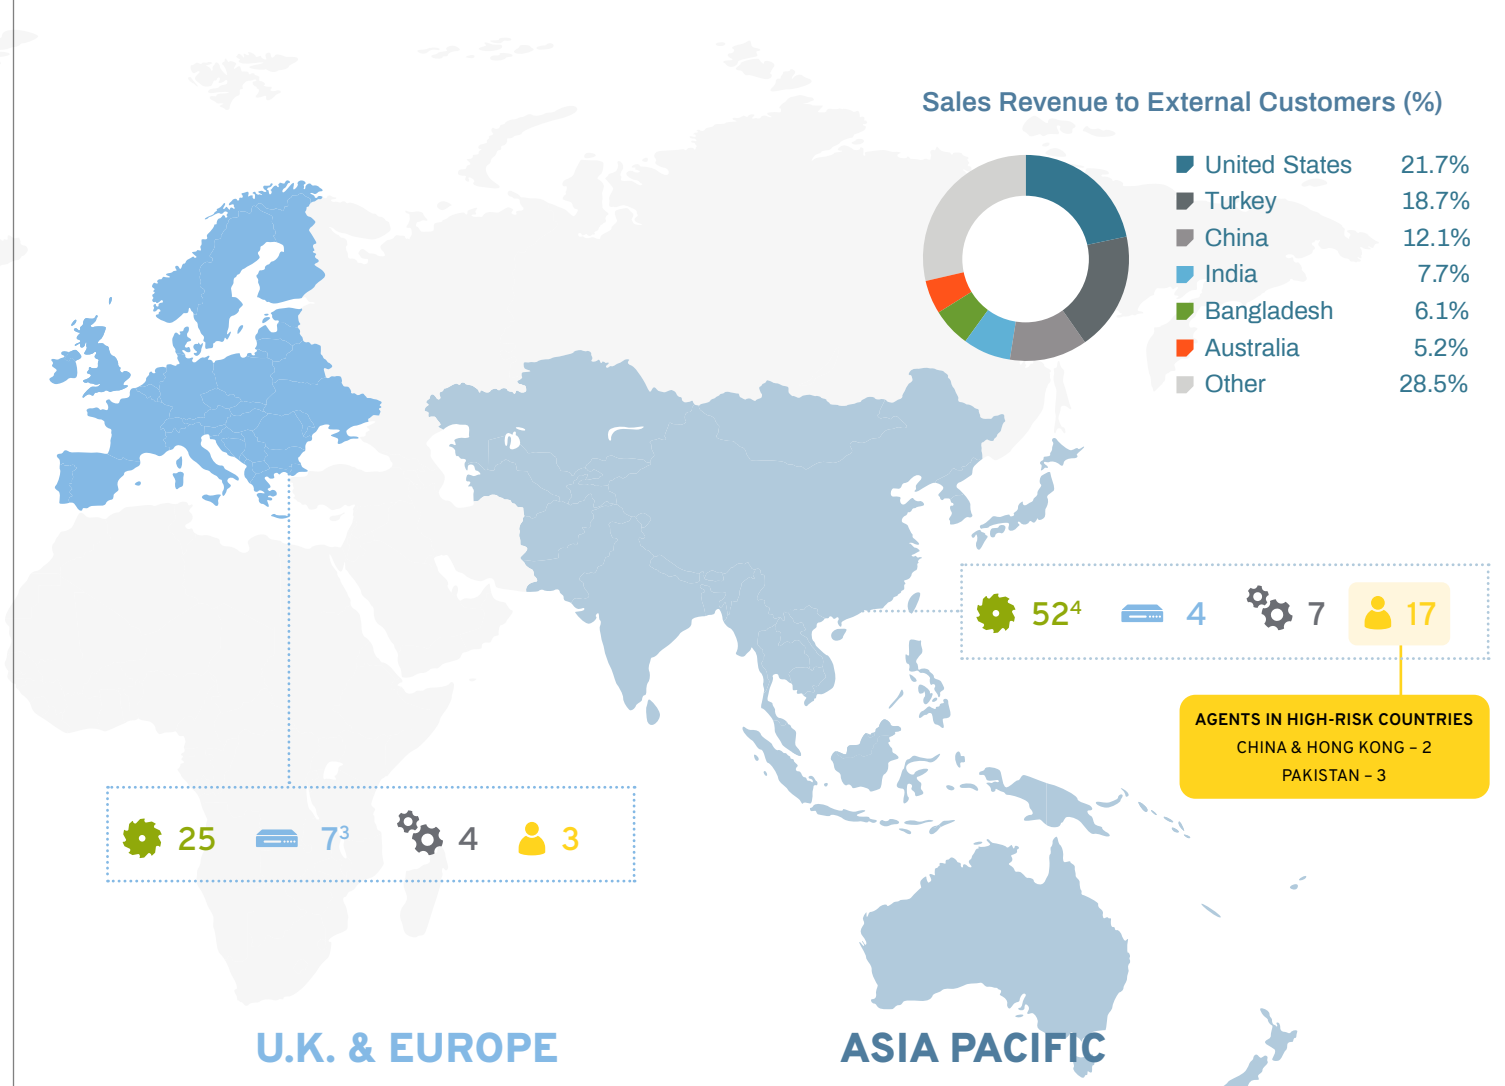 Sales Revenue to External Customers (%)
United States 21.7%
Turkey 18.7%
China 12.1%
India 7.7%
Bangladesh 6.1%
Australia 5.2%
Other 28.5%
52⁴ 4 7 17
AGENTS IN HIGH-RISK COUNTRIES
CHINA & HONG KONG – 2
PAKISTAN – 3
25 7³ 4 3
U.K. & EUROPE
ASIA PACIFIC